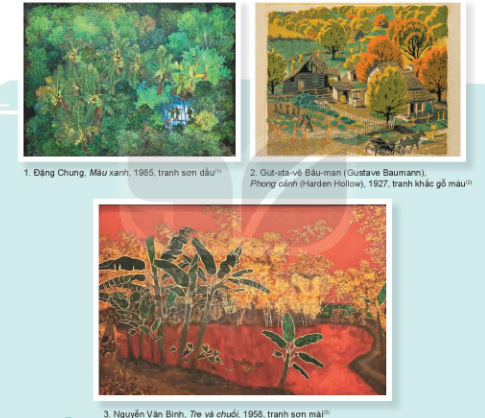 1. Đặng Chung, Màu xanh, 1985, tranh sơn dầu(1)
2. Gút-xta-vê Bâu-man (Gustave Baumann),
Phong cảnh (Harden Hollow), 1927, tranh khắc gỗ màu(2)
3. Nguyễn Văn Bình, Tre và chuối, 1958, tranh sơn mài(3)